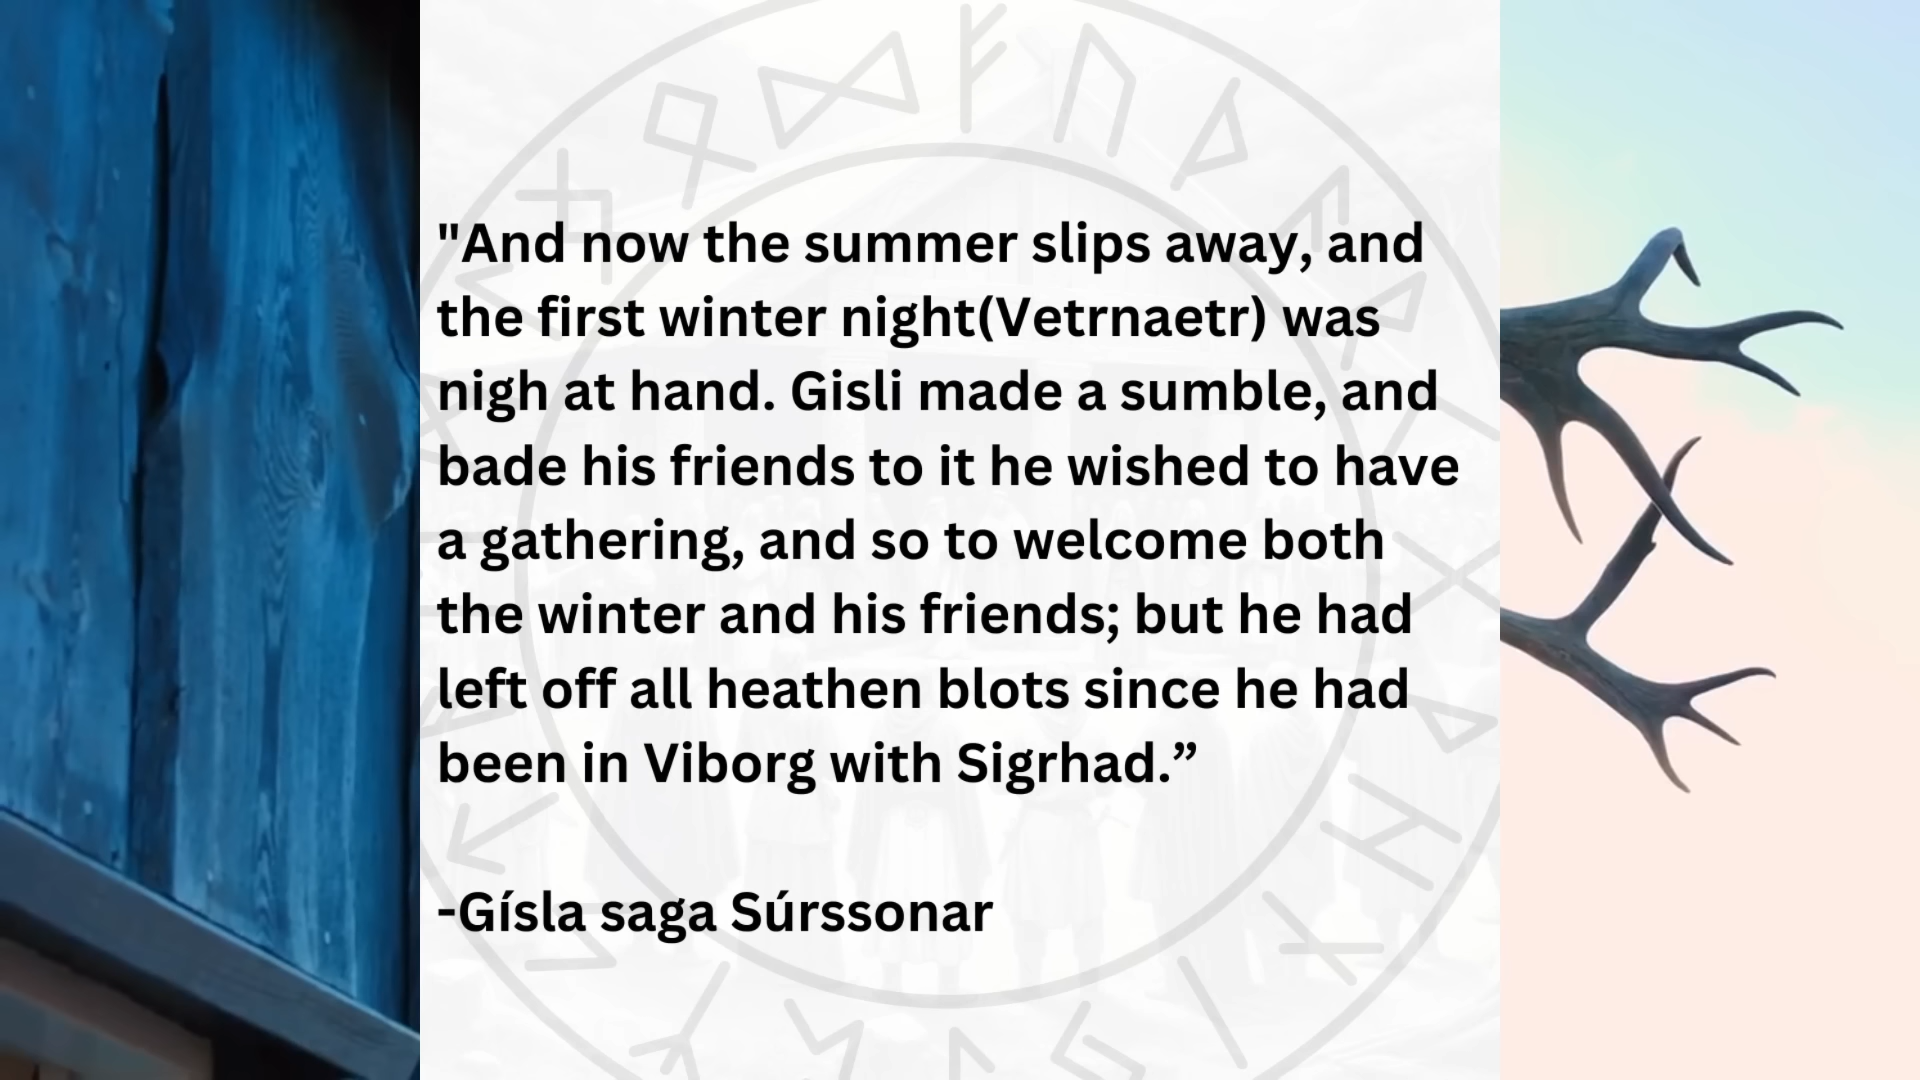 "And now the summer slips away, and
the first winter night(Vetrnaetr) was
nigh at hand. Gisli made a sumble, and
bade his friends to it he wished to have
a gathering, and so to welcome both
the winter and his friends; but he had
left off all heathen blots since he had
been in Viborg with Sigrhad.”
-Gísla saga Súrssonar